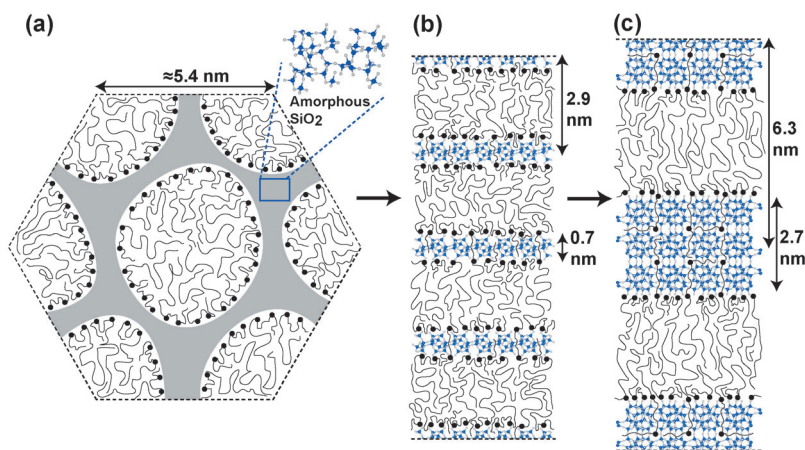 (a)
≈5.4 nm
Amorphous
SiO2
(b)
2.9
nm
0.7
nm
(c)
6.3
nm
2.7
nm